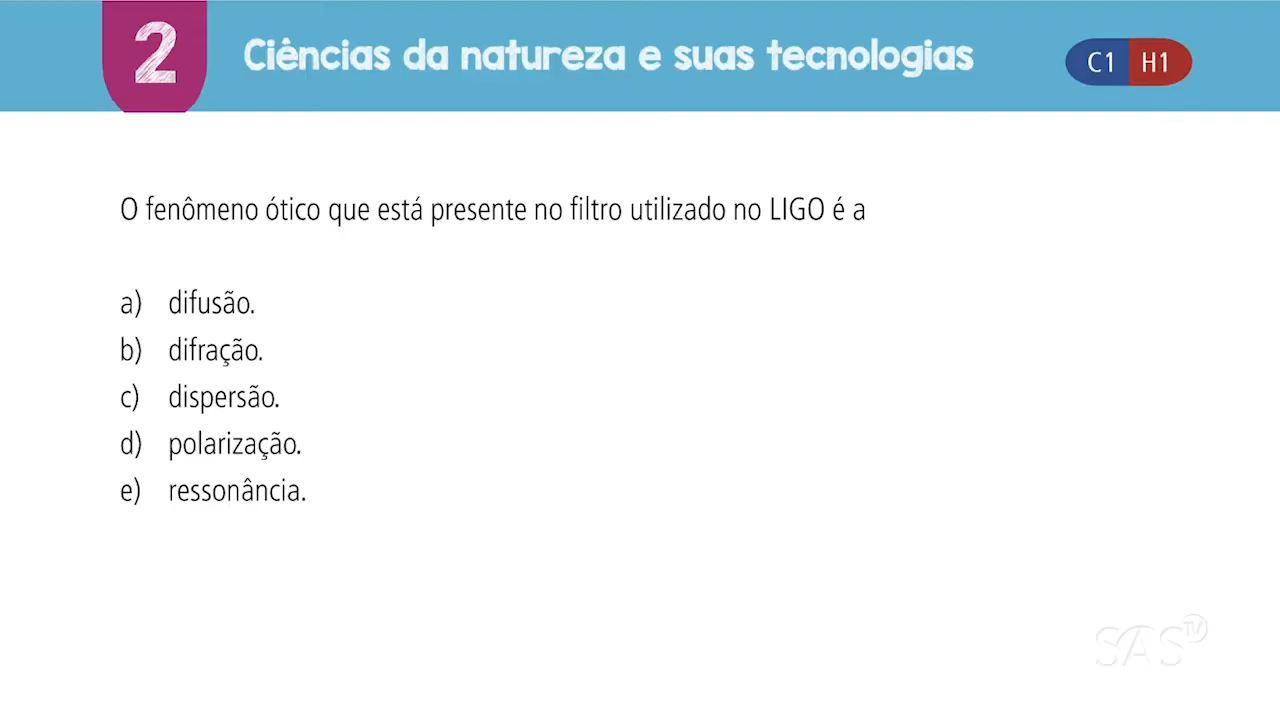 2
Ciências da natureza e suas tecnologias
C1 H1
O fenômeno ótico que está presente no filtro utilizado no LIGO é a
a) difusão.
b) difração.
c) dispersão.
d) polarização.
e) ressonância.
SAS TV